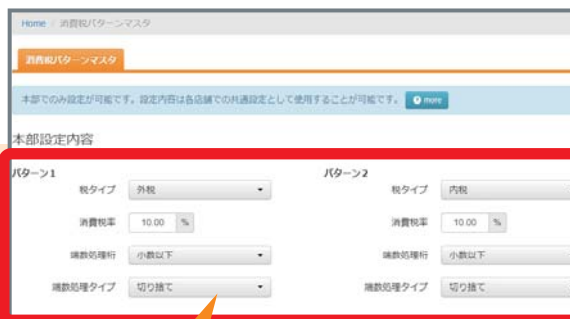 Home / 消費税パターンマスタ
消費税パターンマスタ
本部でのみ設定が可能です。設定内容は各店舗での共通設定として使用することが可能です。 more
本部設定内容
パターン1 パターン2
税タイプ 外税 税タイプ 内税
消費税率 10.00 % 消費税率 10.00 %
端数処理桁 小数以下 端数処理桁 小数以下
端数処理タイプ 切り捨て 端数処理タイプ 切り捨て